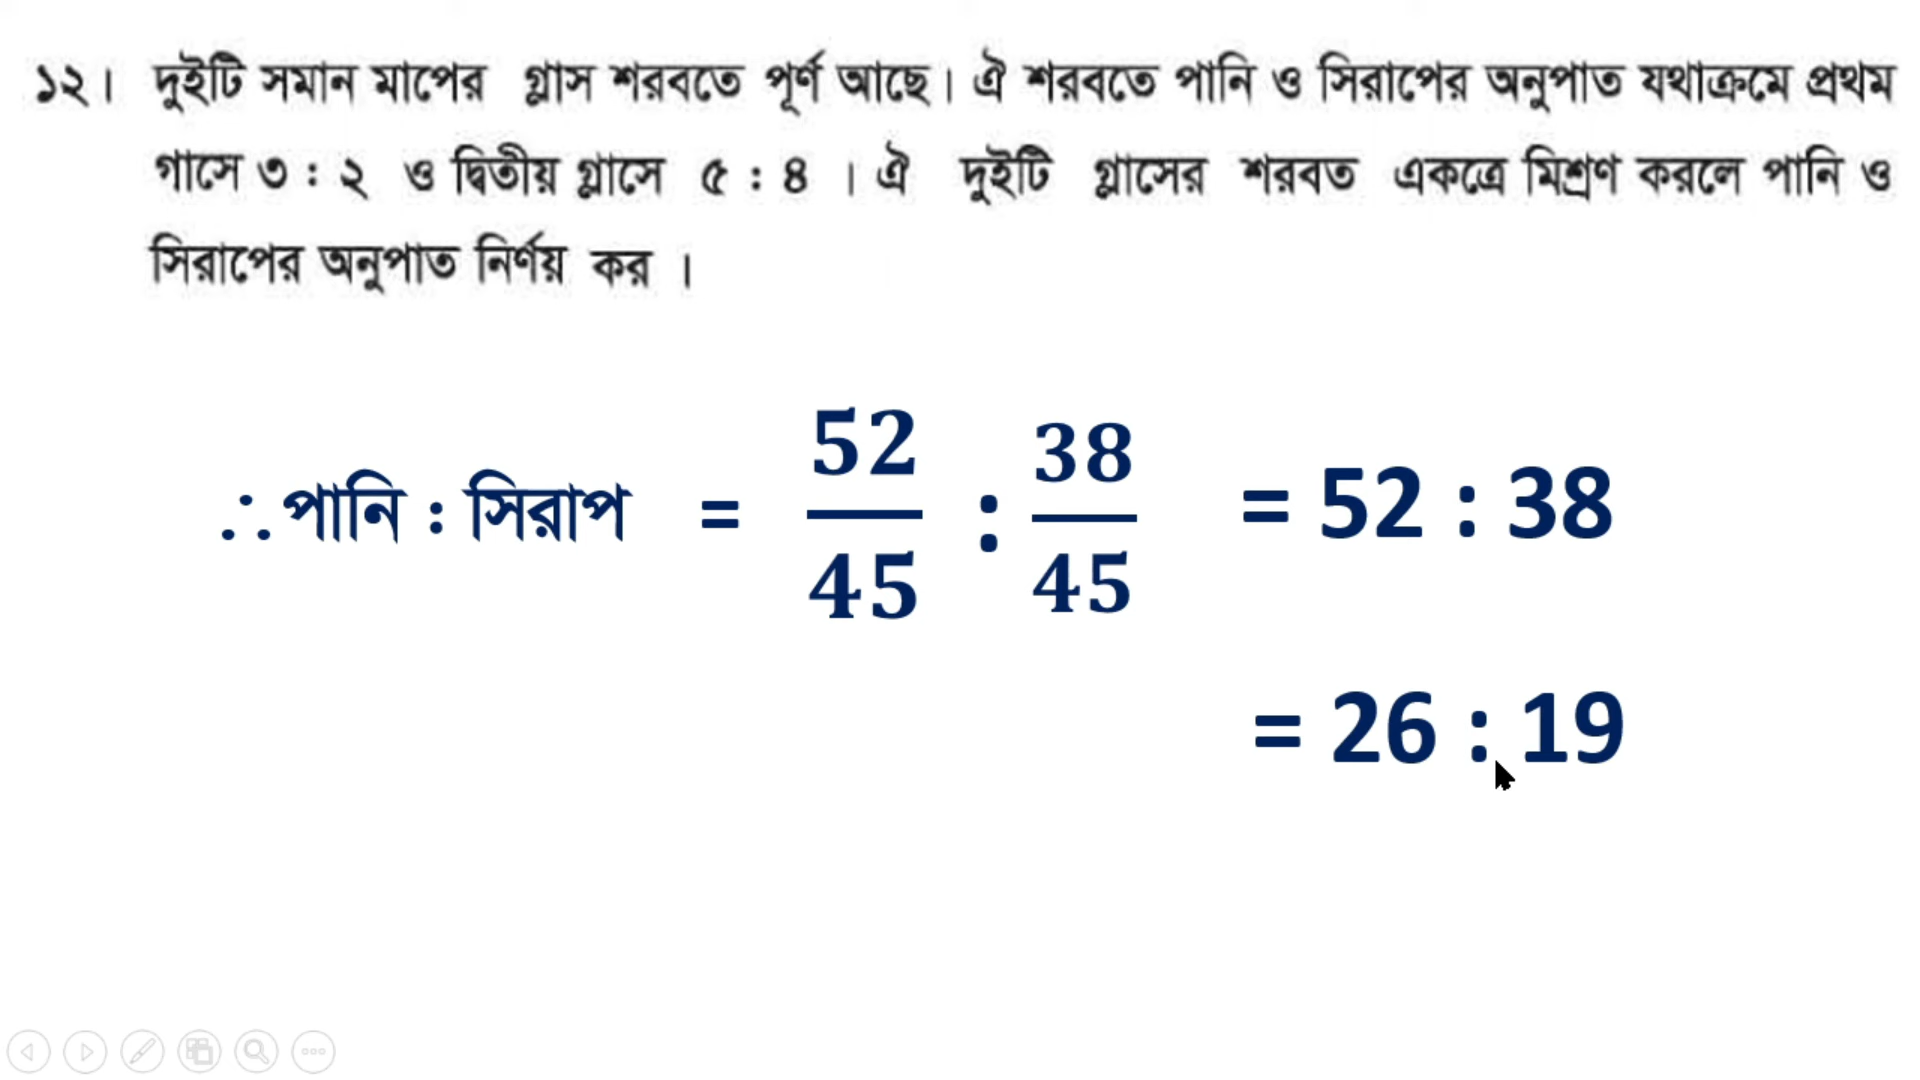 ১২। দুইটি সমান মাপের গ্লাস শরবতে পূর্ণ আছে। ঐ শরবতে পানি ও সিরাপের অনুপাত যথাক্রমে প্রথম
গাসে ৩ : ২ ও দ্বিতীয় গ্লাসে ৫ : ৪ । ঐ দুইটি গ্লাসের শরবত একত্রে মিশ্রণ করলে পানি ও
সিরাপের অনুপাত নির্ণয় কর ।
∴ পানি : সিরাপ = 52/45 : 38/45 = 52 : 38
= 26 : 19